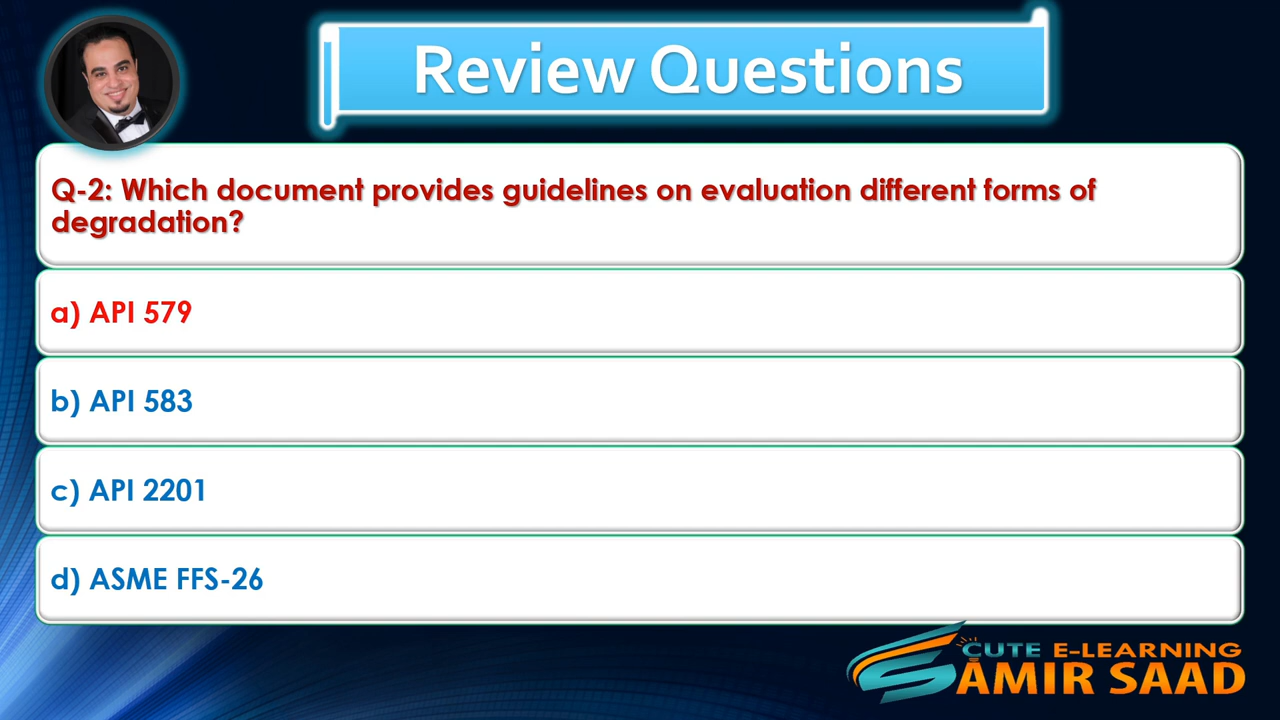 Review Questions
Q-2: Which document provides guidelines on evaluation different forms of
degradation?
a) API 579
b) API 583
c) API 2201
d) ASME FFS-26
CUTE E-LEARNING
AMIR SAAD